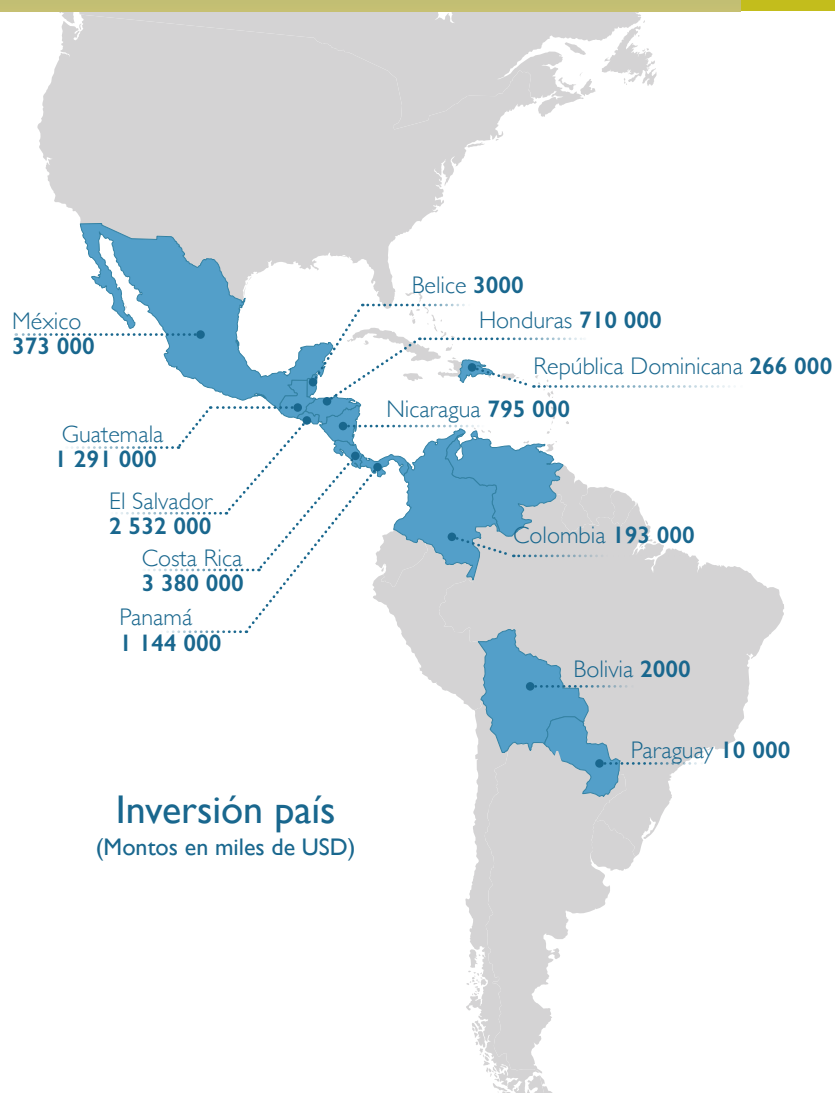 Belice 3000
México
373 000
Honduras 710 000
República Dominicana 266 000
Nicaragua 795 000
Guatemala
1 291 000
El Salvador
2 532 000
Colombia 193 000
Costa Rica
3 380 000
Panamá
1 144 000
Bolivia 2000
Paraguay 10 000
Inversión país
(Montos en miles de USD)